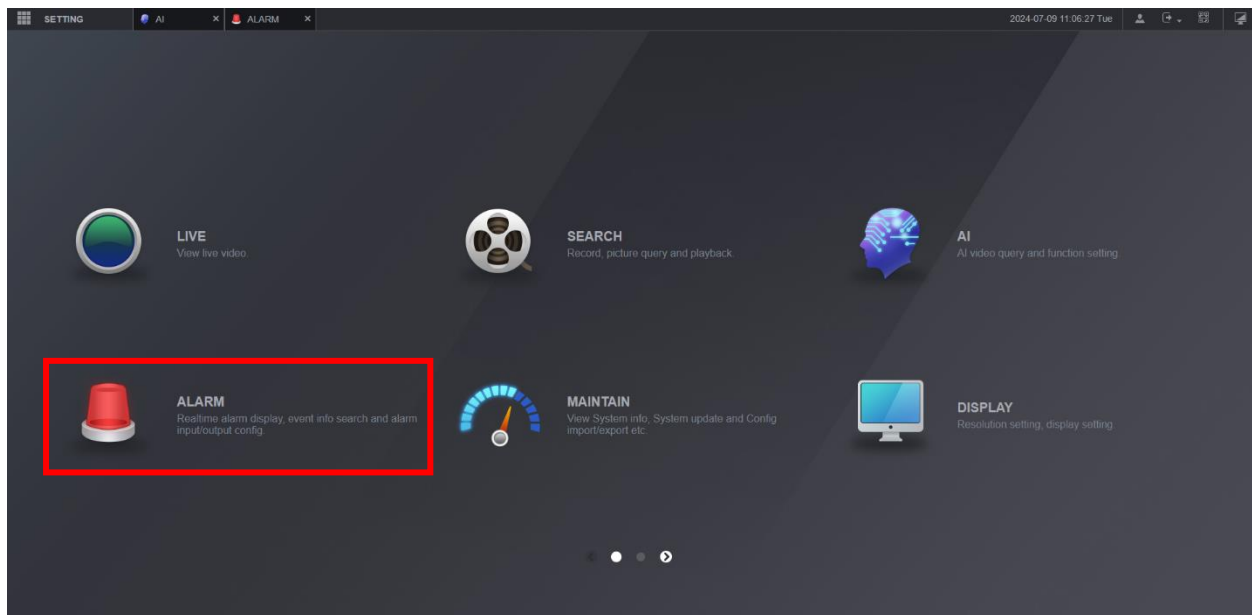 SETTING
AI ×
ALARM ×
2024-07-09 11:06:27 Tue
LIVE
View live video.
SEARCH
Record, picture query and playback.
AI
AI video query and function setting
ALARM
Realtime alarm display, event info search and alarm
input/output config.
MAINTAIN
View System info, System update and Config
import/export etc.
DISPLAY
Resolution setting, display setting